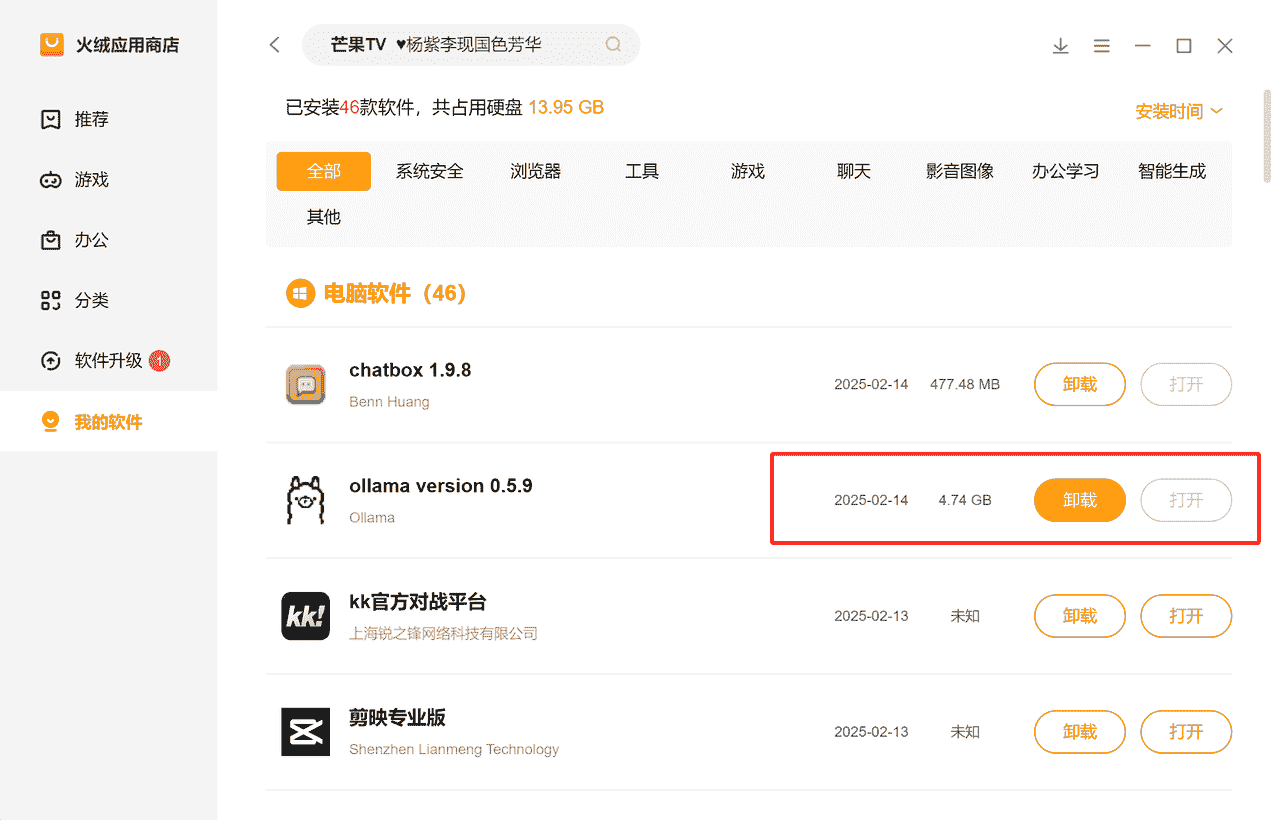 火绒应用商店
芒果TV ♥杨紫李现国色芳华
推荐
游戏
办公
分类
软件升级 1
我的软件
已安装46款软件，共占用硬盘 13.95 GB
安装时间
全部 系统安全 浏览器 工具 游戏 聊天 影音图像 办公学习 智能生成
其他
电脑软件（46）
chatbox 1.9.8
Benn Huang
2025-02-14 477.48 MB 卸载 打开
ollama version 0.5.9
Ollama
2025-02-14 4.74 GB 卸载 打开
kk!
kk官方对战平台
上海锐之锋网络科技有限公司
2025-02-13 未知 卸载 打开
剪映专业版
Shenzhen Lianmeng Technology
2025-02-13 未知 卸载 打开